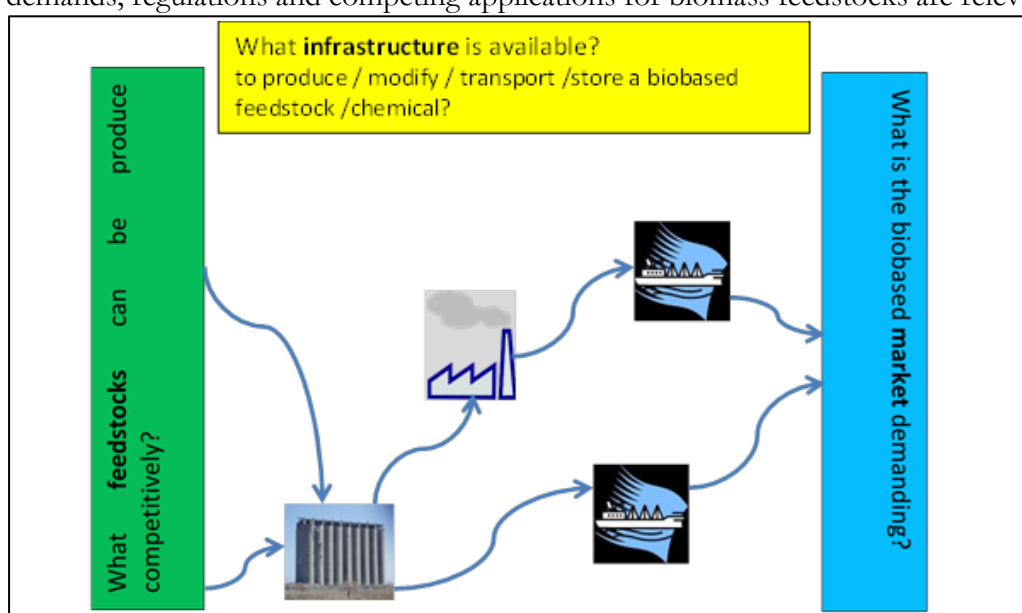 demands, regulations and competing applications for biomass feedstocks are relev
What infrastructure is available?
to produce / modify / transport /store a biobased
feedstock /chemical?
What feedstocks can be produce
competitively?
What is the biobased market demanding?